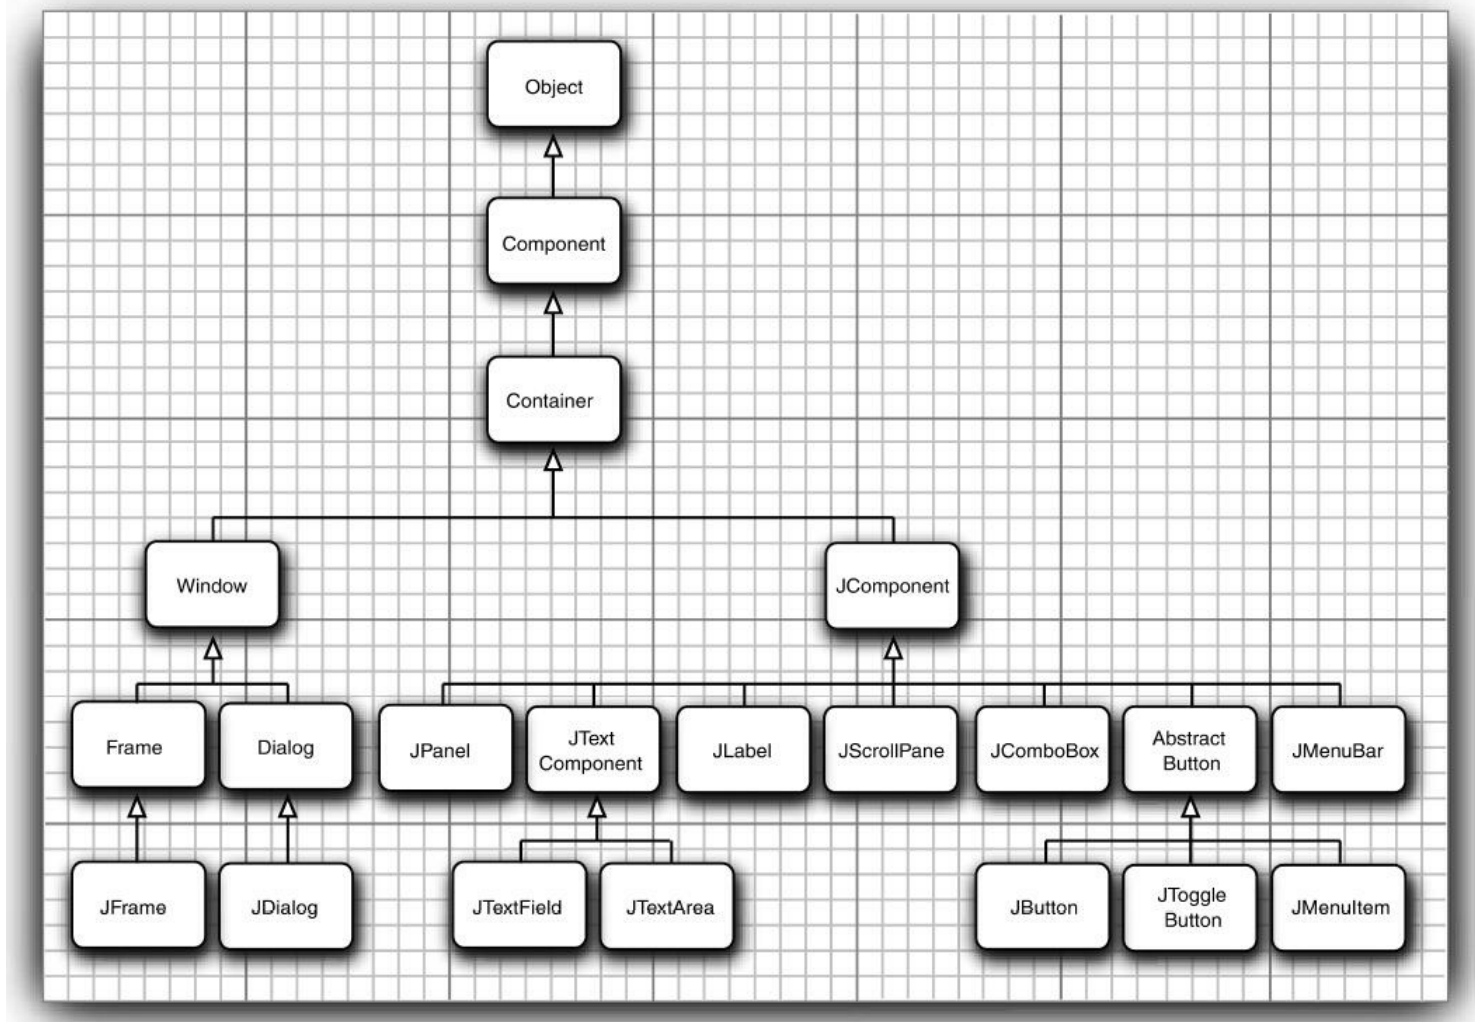 Object
Component
Container
Window
JComponent
Frame
Dialog
JPanel
JText
Component
JLabel
JScrollPane
JComboBox
Abstract
Button
JMenuBar
JFrame
JDialog
JTextField
JTextArea
JButton
JToggle
Button
JMenuItem